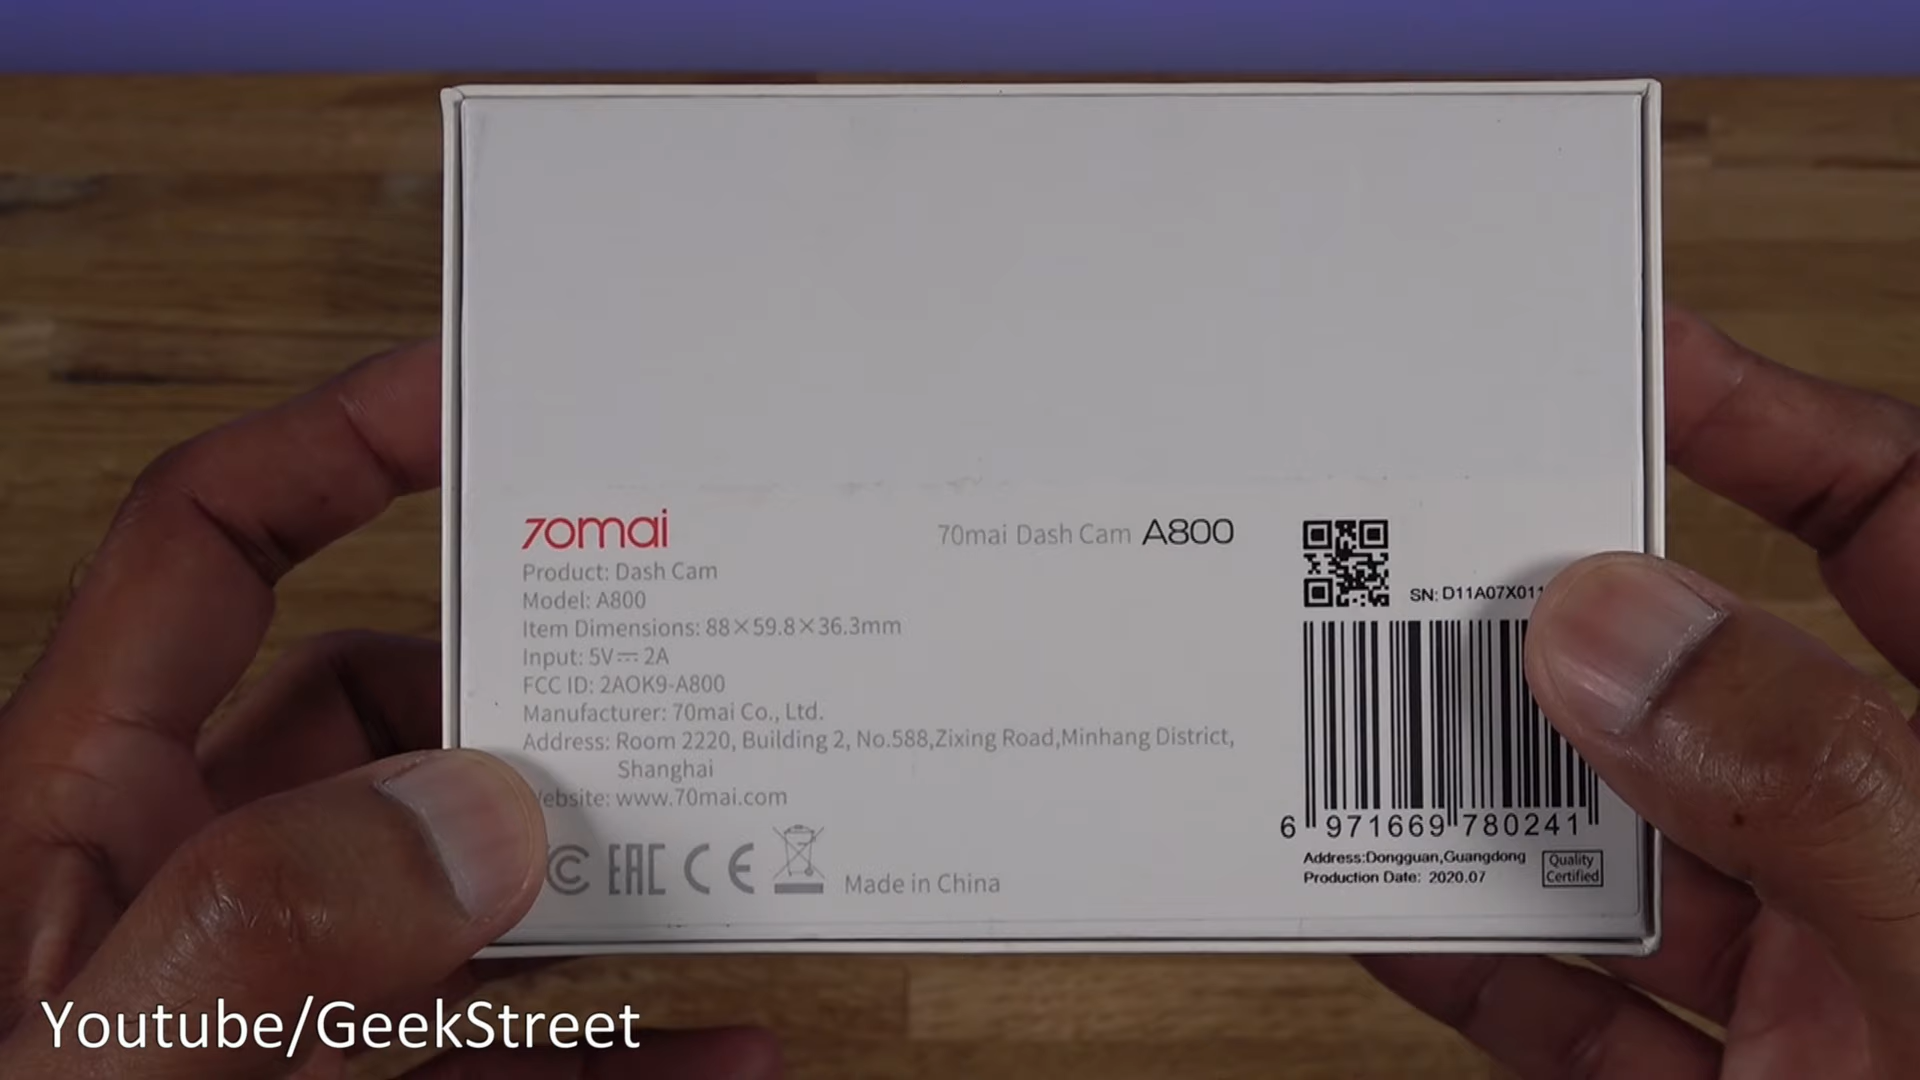 70mai
70mai Dash Cam A800
Product: Dash Cam
Model: A800
Item Dimensions: 88×59.8×36.3mm
Input: 5V⎓2A
FCC ID: 2AOK9-A800
Manufacturer: 70mai Co., Ltd.
Address: Room 2220, Building 2, No.588,Zixing Road,Minhang District,
Shanghai
Website: www.70mai.com
EAC CE
Made in China
SN: D11A07X011
6 971669 780241
Address:Dongguan,Guangdong
Production Date: 2020.07
Quality
Certified
Youtube/GeekStreet